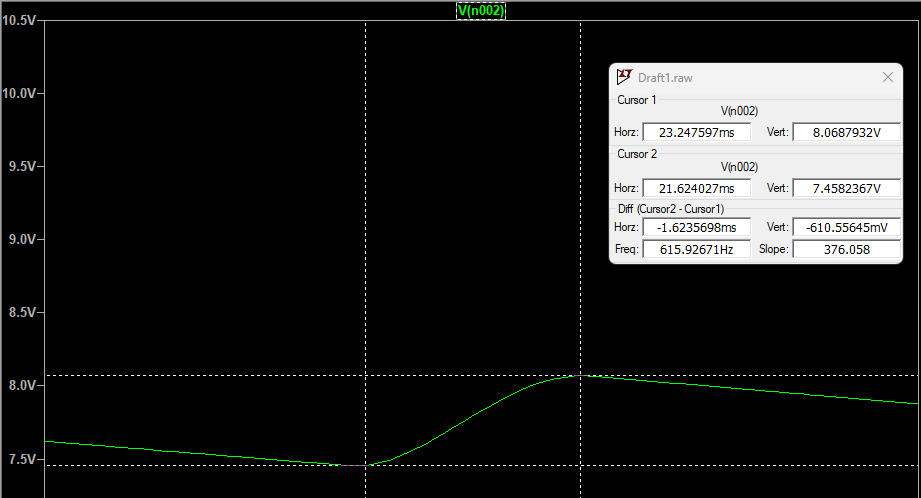 V(n002)
10.5V
10.0V
9.5V
9.0V
8.5V
8.0V
7.5V
Draft1.raw
Cursor 1
V(n002)
Horz: 23.247597ms Vert: 8.0687932V
Cursor 2
V(n002)
Horz: 21.624027ms Vert: 7.4582367V
Diff (Cursor2 - Cursor1)
Horz: -1.6235698ms Vert: -610.55645mV
Freq: 615.92671Hz Slope: 376.058